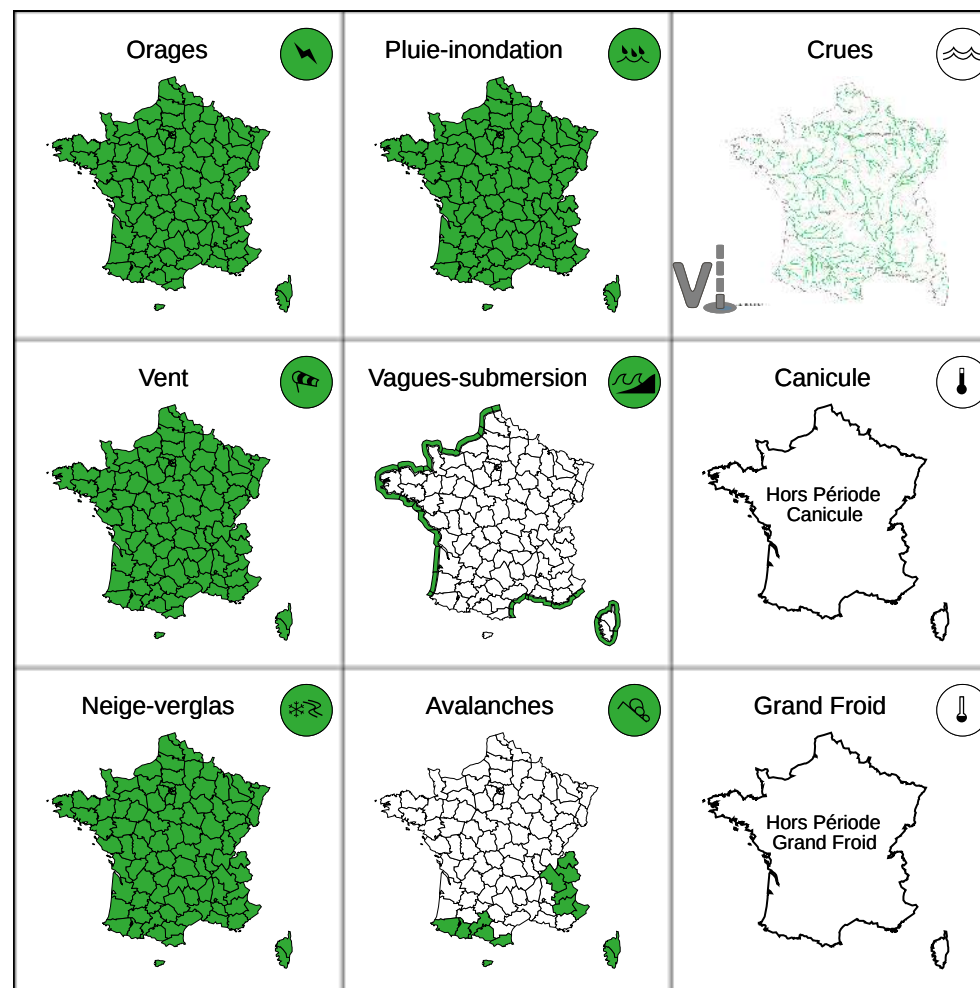 Orages
Pluie-inondation
Crues
Vi
Vent
Vagues-submersion
Canicule
Hors Période
Canicule
Neige-verglas
Avalanches
Grand Froid
Hors Période
Grand Froid